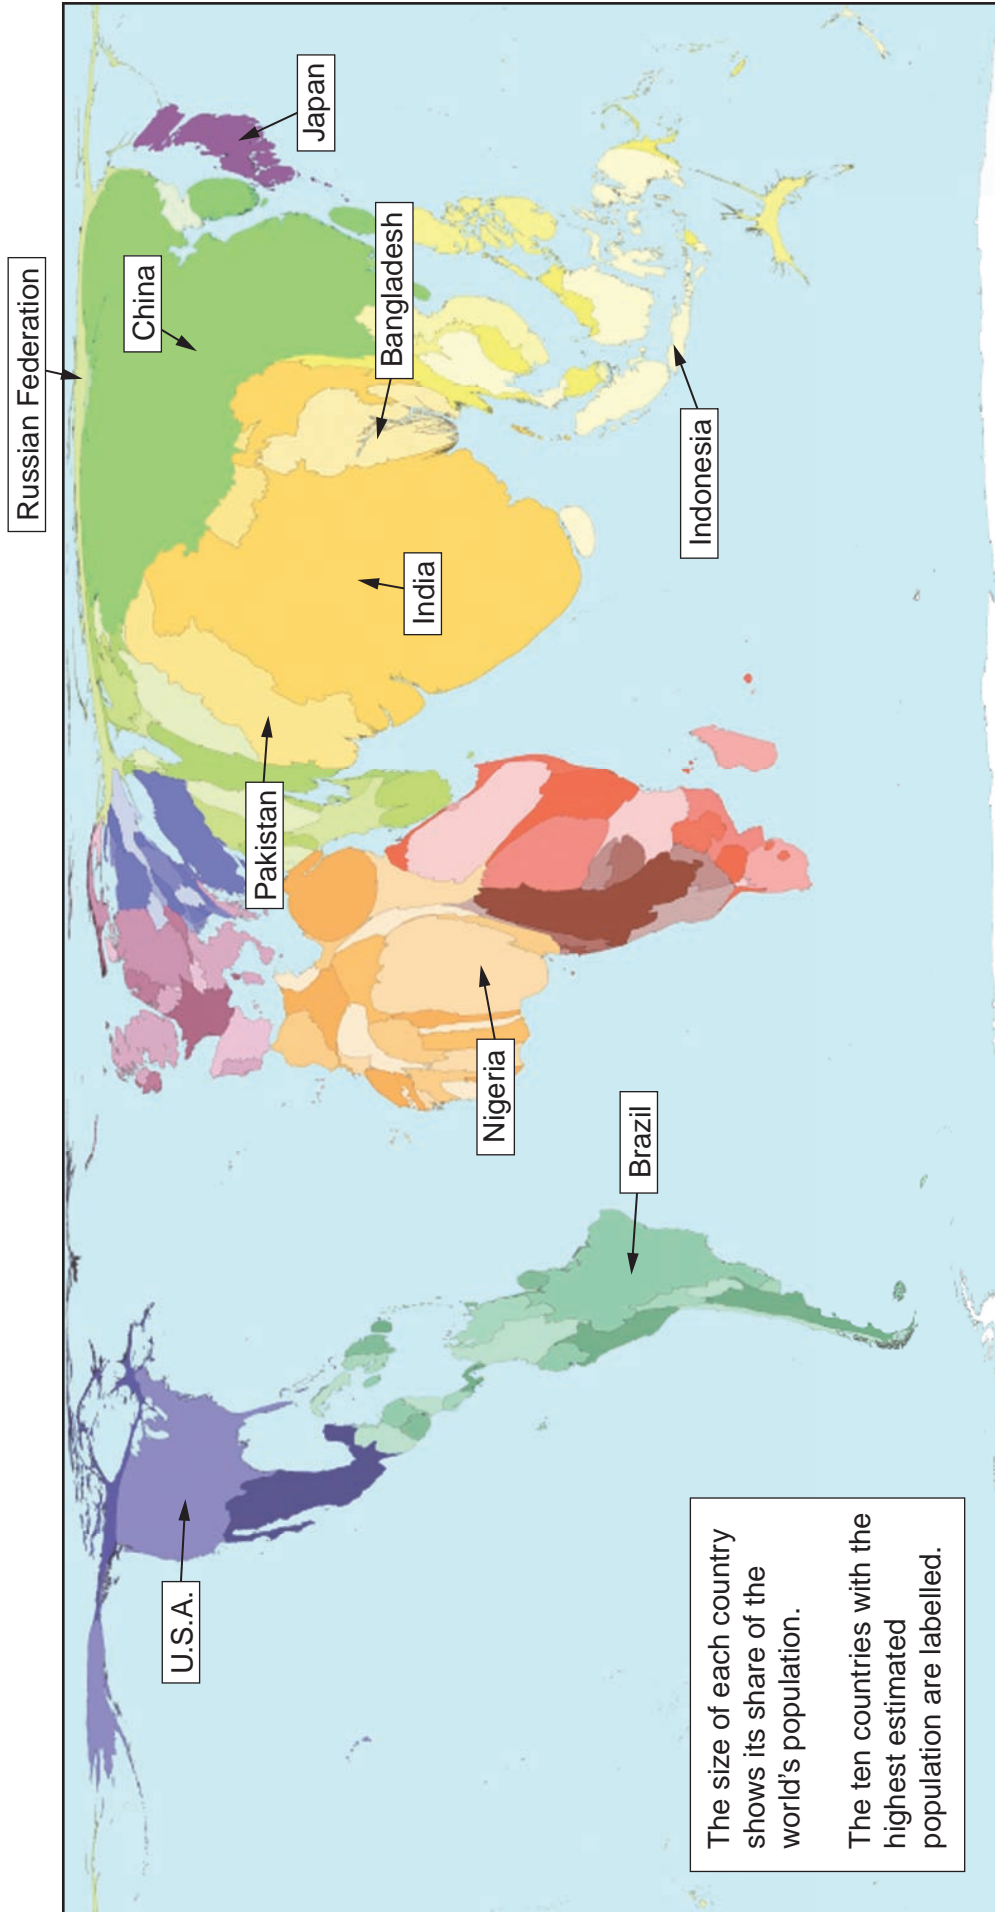 Russian Federation
Japan
China
Bangladesh
Indonesia
India
Pakistan
Nigeria
Brazil
U.S.A.
The size of each country
shows its share of the
world's population.
The ten countries with the
highest estimated
population are labelled.